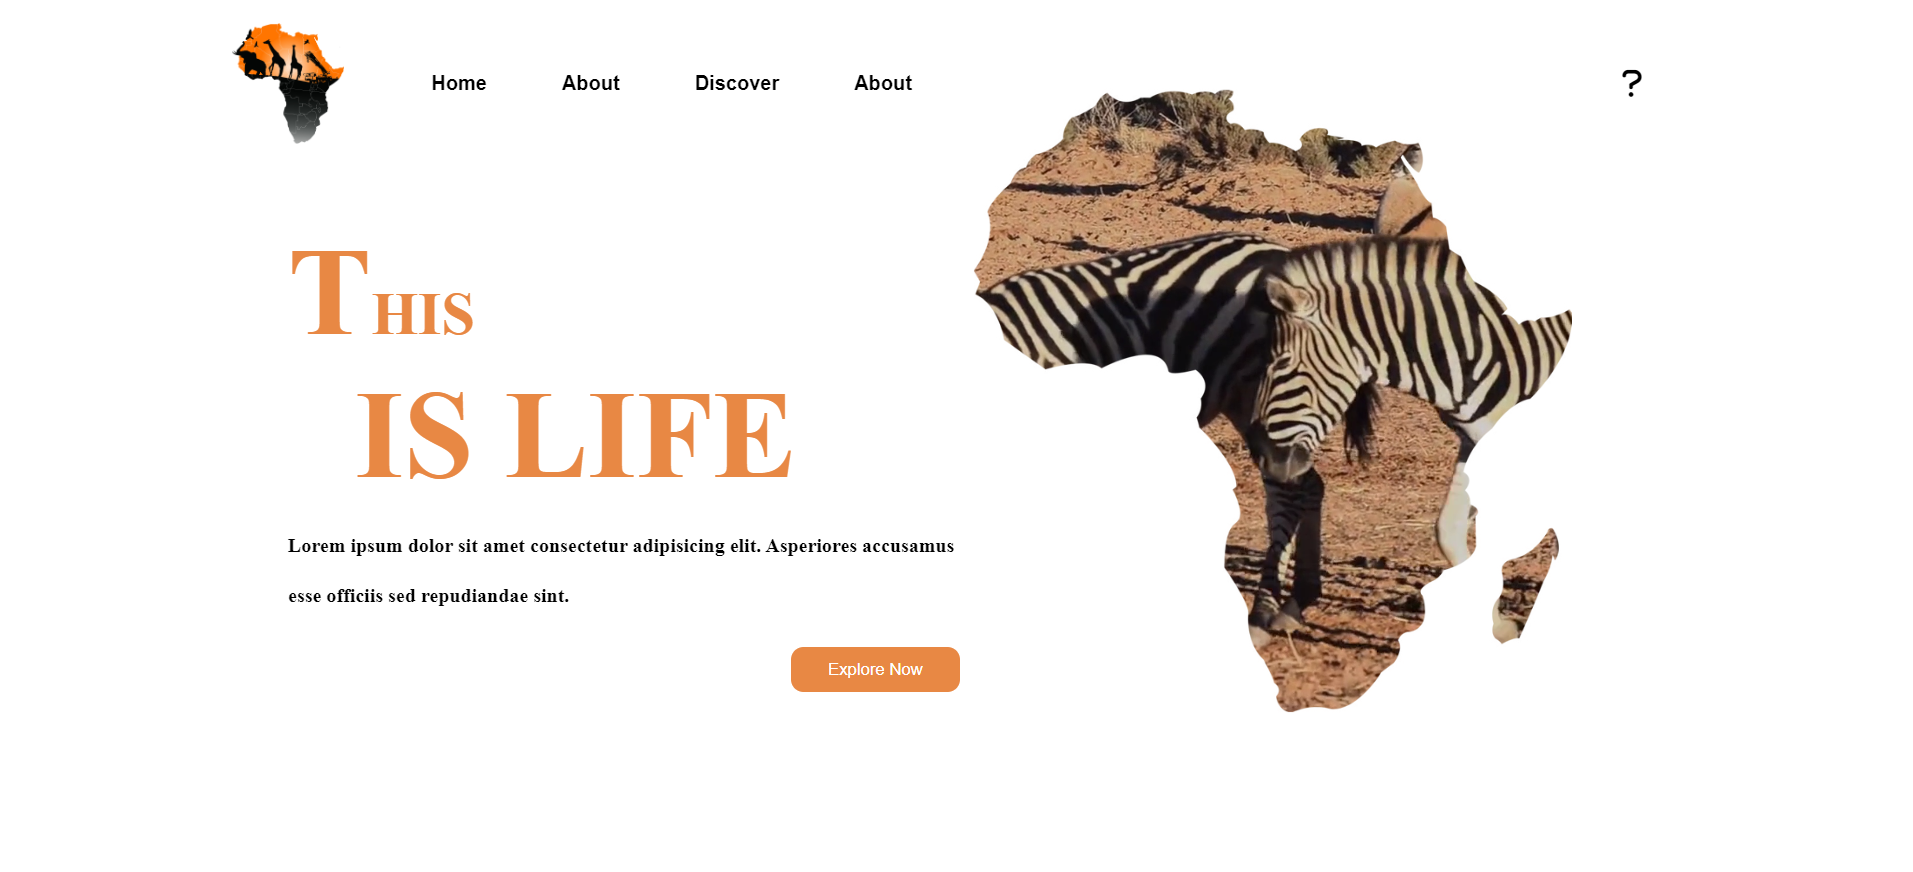 Home About Discover About ?
THIS
IS LIFE
Lorem ipsum dolor sit amet consectetur adipisicing elit. Asperiores accusamus
esse officiis sed repudiandae sint.
Explore Now